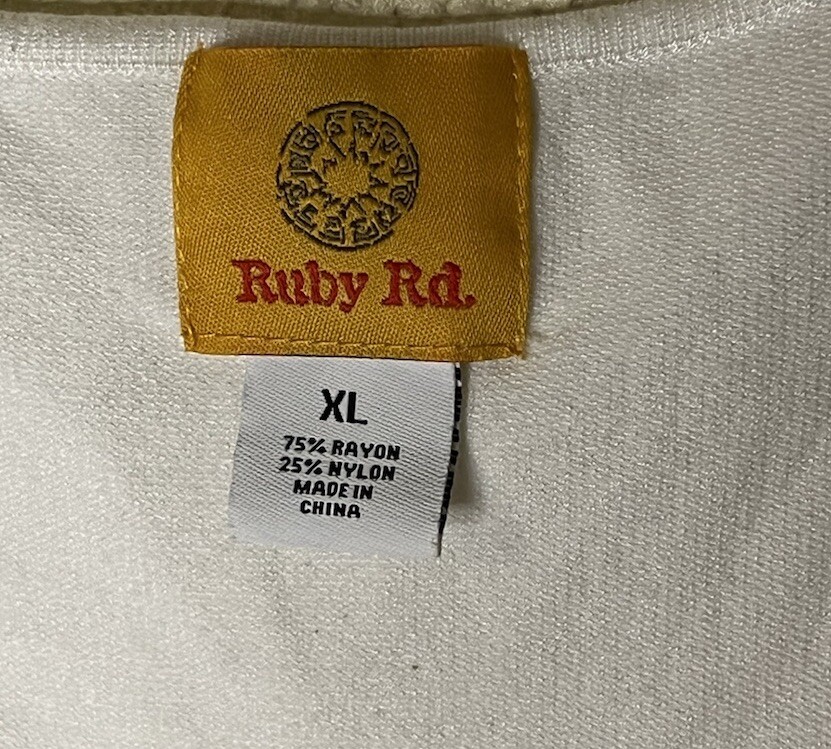 Ruby Rd.
XL
75% RAYON
25% NYLON
MADE IN
CHINA